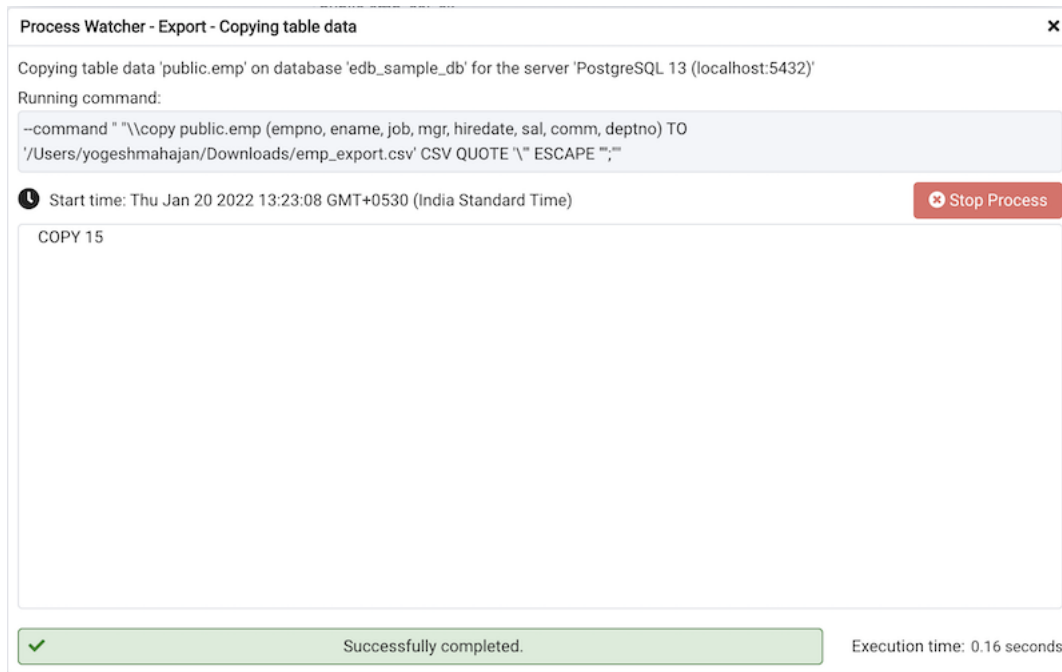 Process Watcher - Export - Copying table data
Copying table data 'public.emp' on database 'edb_sample_db' for the server 'PostgreSQL 13 (localhost:5432)'
Running command:
--command " "\\copy public.emp (empno, ename, job, mgr, hiredate, sal, comm, deptno) TO
'/Users/yogeshmahajan/Downloads/emp_export.csv' CSV QUOTE '\"' ESCAPE '''';""
Start time: Thu Jan 20 2022 13:23:08 GMT+0530 (India Standard Time)
Stop Process
COPY 15
Successfully completed.
Execution time: 0.16 seconds